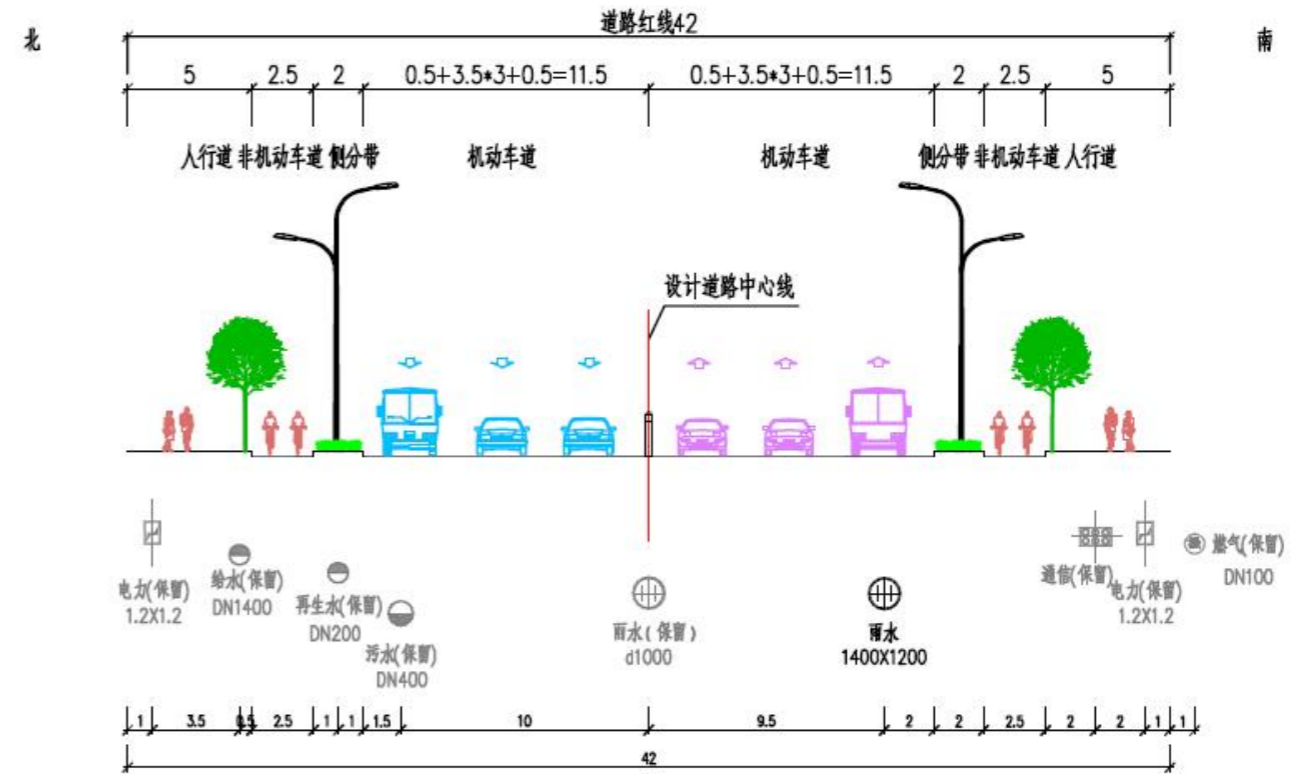 北
道路红线42
南
5
2.5
2
0.5+3.5*3+0.5=11.5
0.5+3.5*3+0.5=11.5
2
2.5
5
人行道 非机动车道 侧分带
机动车道
机动车道
侧分带 非机动车道 人行道
设计道路中心线
电力(保留)
1.2X1.2
给水(保留)
DN1400
再生水(保留)
DN200
污水(保留)
DN400
雨水(保留)
d1000
雨水
1400X1200
通信(保留)
电力(保留)
1.2X1.2
燃气(保留)
DN100
1
3.5
0.5
2.5
1
1
1.5
10
9.5
2
2
2.5
2
2
1
1
42